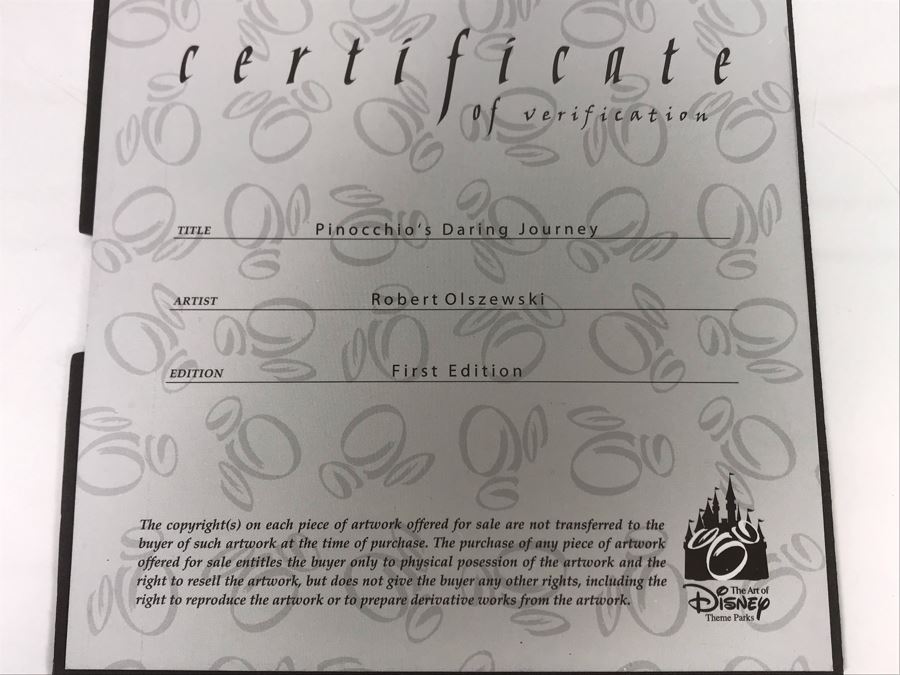 certificate
of verification
TITLE Pinocchio's Daring Journey
ARTIST Robert Olszewski
EDITION First Edition
The copyright(s) on each piece of artwork offered for sale are not transferred to the
buyer of such artwork at the time of purchase. The purchase of any piece of artwork
offered for sale entitles the buyer only to physical posession of the artwork and the
right to resell the artwork, but does not give the buyer any other rights, including the
right to reproduce the artwork or to prepare derivative works from the artwork.
The Art of
Disney
Theme Parks